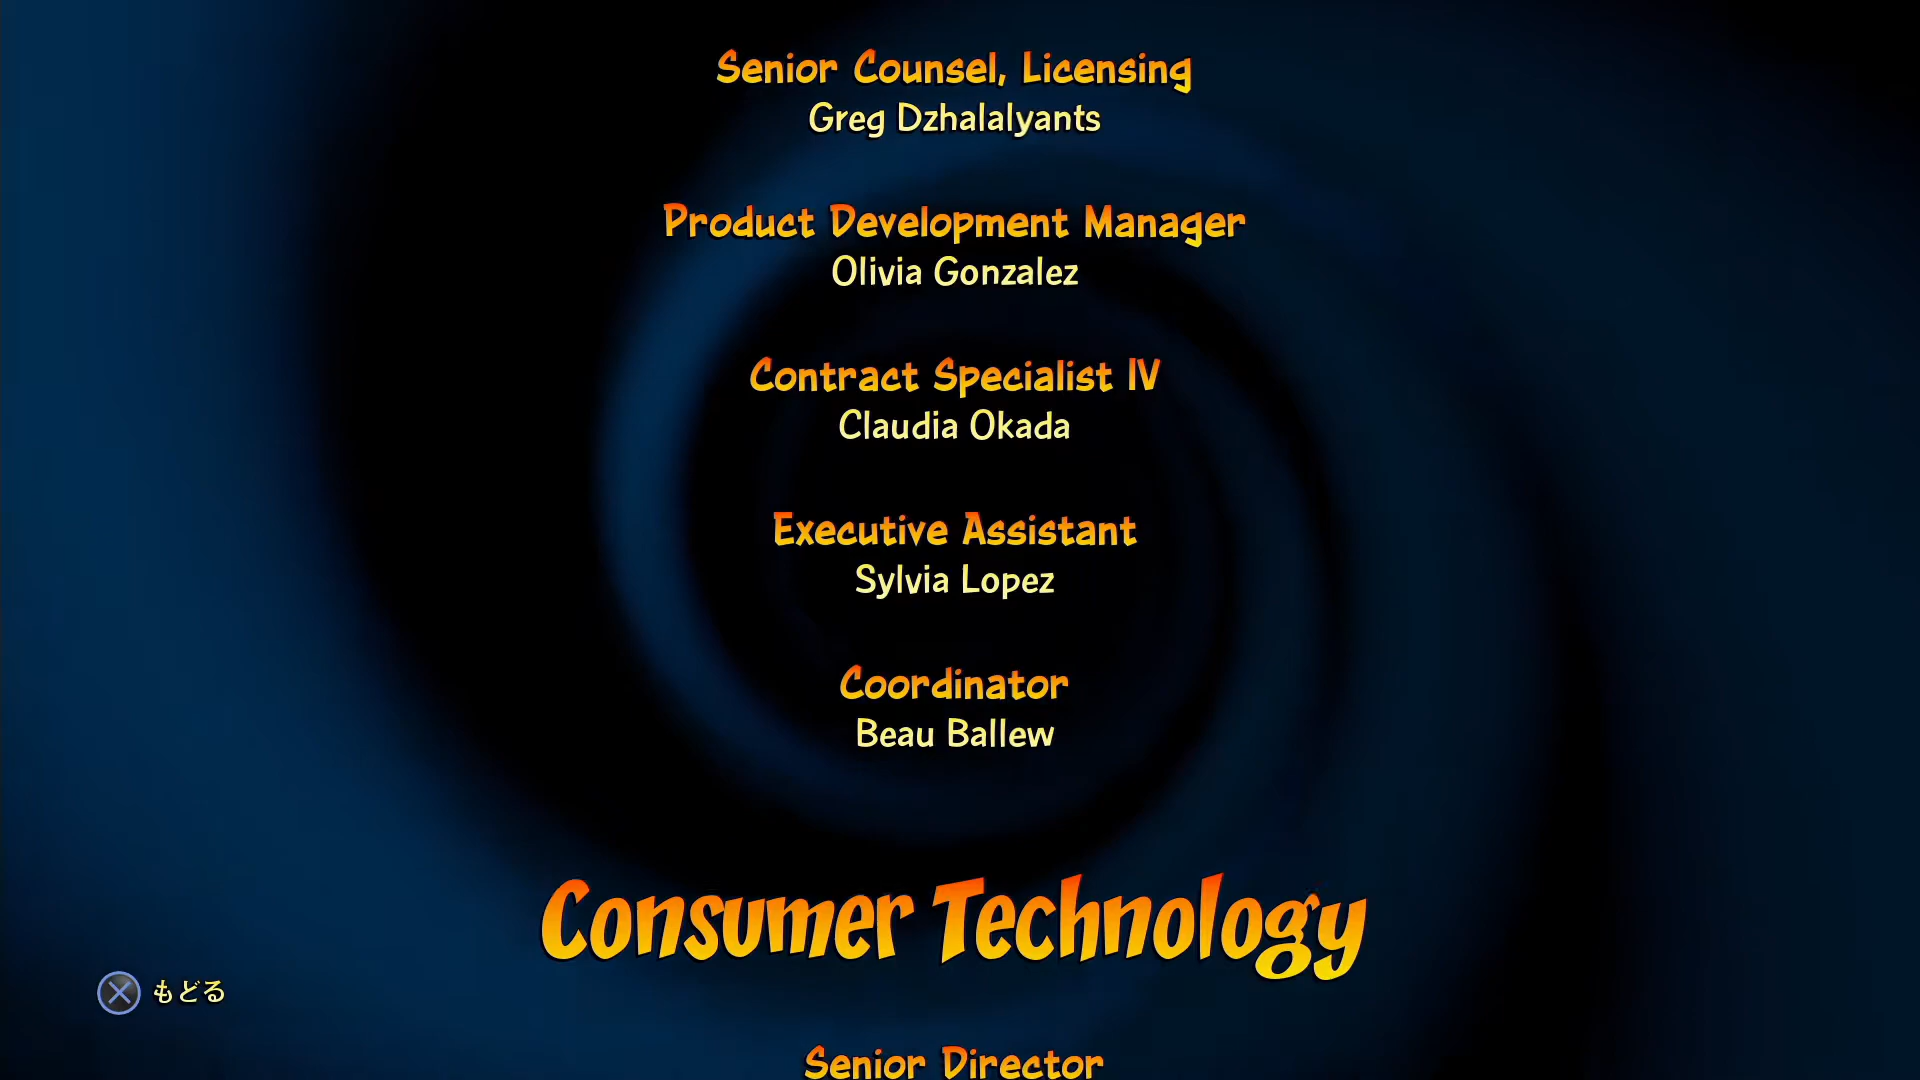 Senior Counsel, Licensing
Greg Dzhalalyants
Product Development Manager
Olivia Gonzalez
Contract Specialist IV
Claudia Okada
Executive Assistant
Sylvia Lopez
Coordinator
Beau Ballew
Consumer Technology
もどる
Senior Director